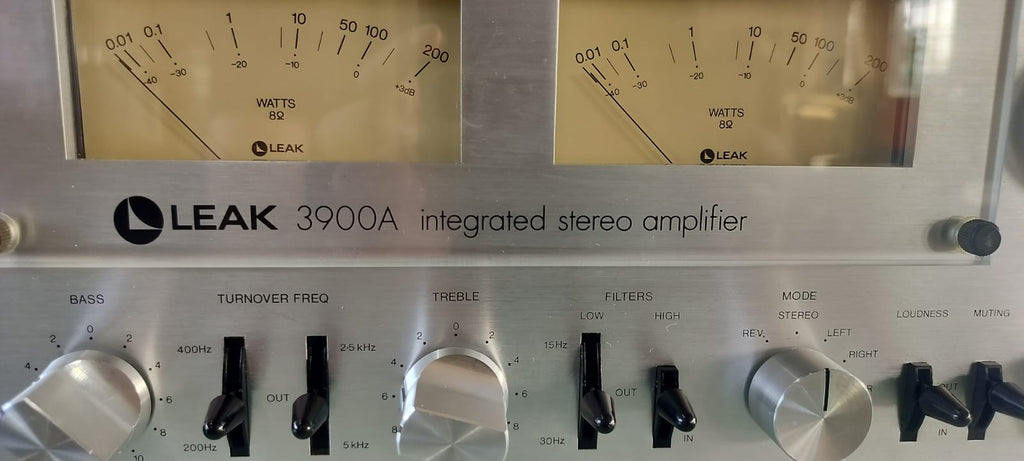 0.01 0.1 1 10 50 100 200
-40 -30 -20 -10 0 +3dB
WATTS
8Ω
LEAK
0.01 0.1 1 10 50 100 200
-40 -30 -20 -10 0 +3dB
WATTS
8Ω
LEAK
LEAK 3900A integrated stereo amplifier
BASS
2 0 2
4 4
6
8
10
TURNOVER FREQ
400Hz 2·5kHz
OUT
200Hz 5kHz
TREBLE
2 0 2
4 4
6 6
8 8
FILTERS
LOW HIGH
15Hz
OUT
30Hz IN
MODE
STEREO
REV. LEFT
RIGHT
LOUDNESS MUTING
OUT
IN